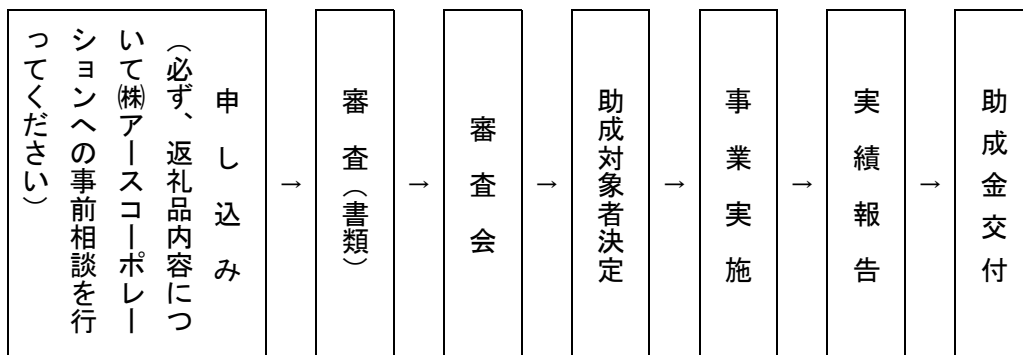 申し込み
（必ず、返礼品内容につ
いて㈱アースコーポレー
ションへの事前相談を行
ってください）
→
審査（書類）
→
審査会
→
助成対象者決定
→
事業実施
→
実績報告
→
助成金交付